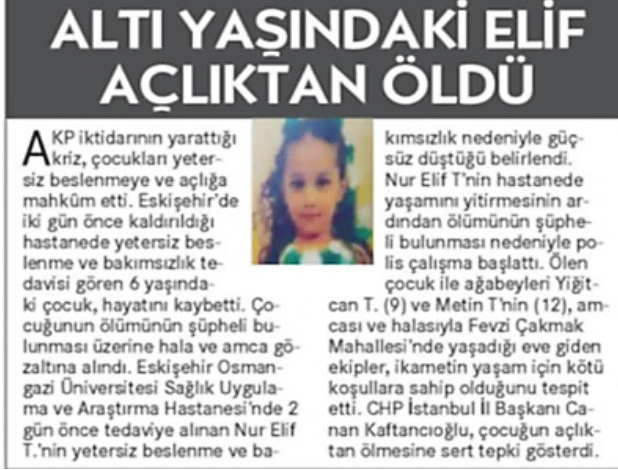 ALTI YAŞINDAKİ ELİF
AÇLIKTAN ÖLDÜ
AKP iktidarının yarattığı
kriz, çocukları yeter-
siz beslenmeye ve açlığa
mahkûm etti. Eskişehir'de
iki gün önce kaldırıldığı
hastanede yetersiz bes-
lenme ve bakımsızlık te-
davisi gören 6 yaşında-
ki çocuk, hayatını kaybetti. Ço-
cuğunun ölümünün şüpheli bu-
lunması üzerine hala ve amca gö-
zaltına alındı. Eskişehir Osman-
gazi Üniversitesi Sağlık Uygula-
ma ve Araştırma Hastanesi'nde 2
gün önce tedaviye alınan Nur Elif
T.'nin yetersiz beslenme ve ba-
kımsızlık nedeniyle güç-
süz düştüğü belirlendi.
Nur Elif T'nin hastanede
yaşamını yitirmesinin ar-
dından ölümünün şüphe-
li bulunması nedeniyle po-
lis çalışma başlattı. Ölen
çocuk ile ağabeyleri Yiğit-
can T. (9) ve Metin T'nin (12), am-
cası ve halasıyla Fevzi Çakmak
Mahallesi'nde yaşadığı eve giden
ekipler, ikametin yaşam için kötü
koşullara sahip olduğunu tespit
etti. CHP İstanbul İl Başkanı Ca-
nan Kaftancıoğlu, çocuğun açlık-
tan ölmesine sert tepki gösterdi.